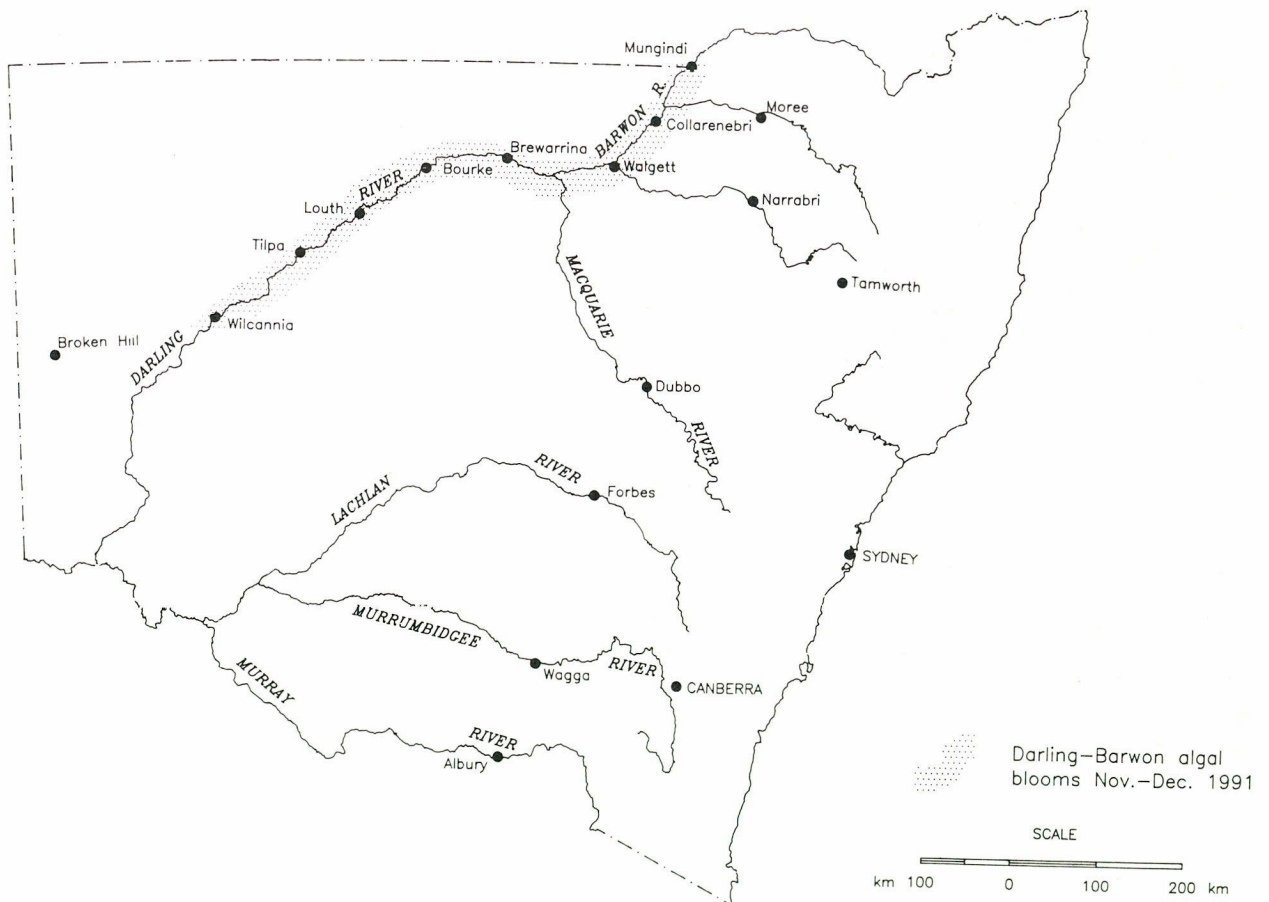 Mungindi
BARWON R.
Moree
Collarenebri
Brewarrina
Bourke
Walgett
RIVER
Louth
Narrabri
Tilpa
MACQUARIE
Tamworth
Wilcannia
DARLING
Broken Hill
Dubbo
RIVER
LACHLAN
RIVER
Forbes
SYDNEY
MURRUMBIDGEE
RIVER
Wagga
CANBERRA
MURRAY
RIVER
Albury
Darling-Barwon algal
blooms Nov.-Dec. 1991
SCALE
km 100 0 100 200 km